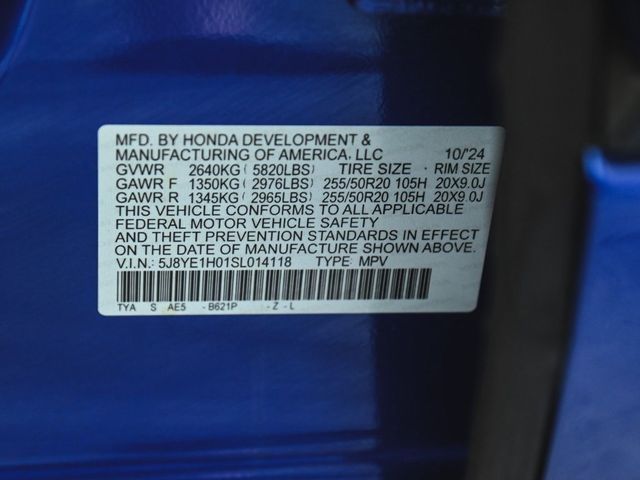 MFD. BY HONDA DEVELOPMENT &
MANUFACTURING OF AMERICA, LLC 10/'24
GVWR 2640KG ( 5820LBS) TIRE SIZE RIM SIZE
GAWR F 1350KG ( 2976LBS) 255/50R20 105H 20X9.0J
GAWR R 1345KG ( 2965LBS) 255/50R20 105H 20X9.0J
THIS VEHICLE CONFORMS TO ALL APPLICABLE
FEDERAL MOTOR VEHICLE SAFETY
AND THEFT PREVENTION STANDARDS IN EFFECT
ON THE DATE OF MANUFACTURE SHOWN ABOVE.
V.I.N.: 5J8YE1H01SL014118 TYPE: MPV
TYA S AE5 - B621P - Z - L